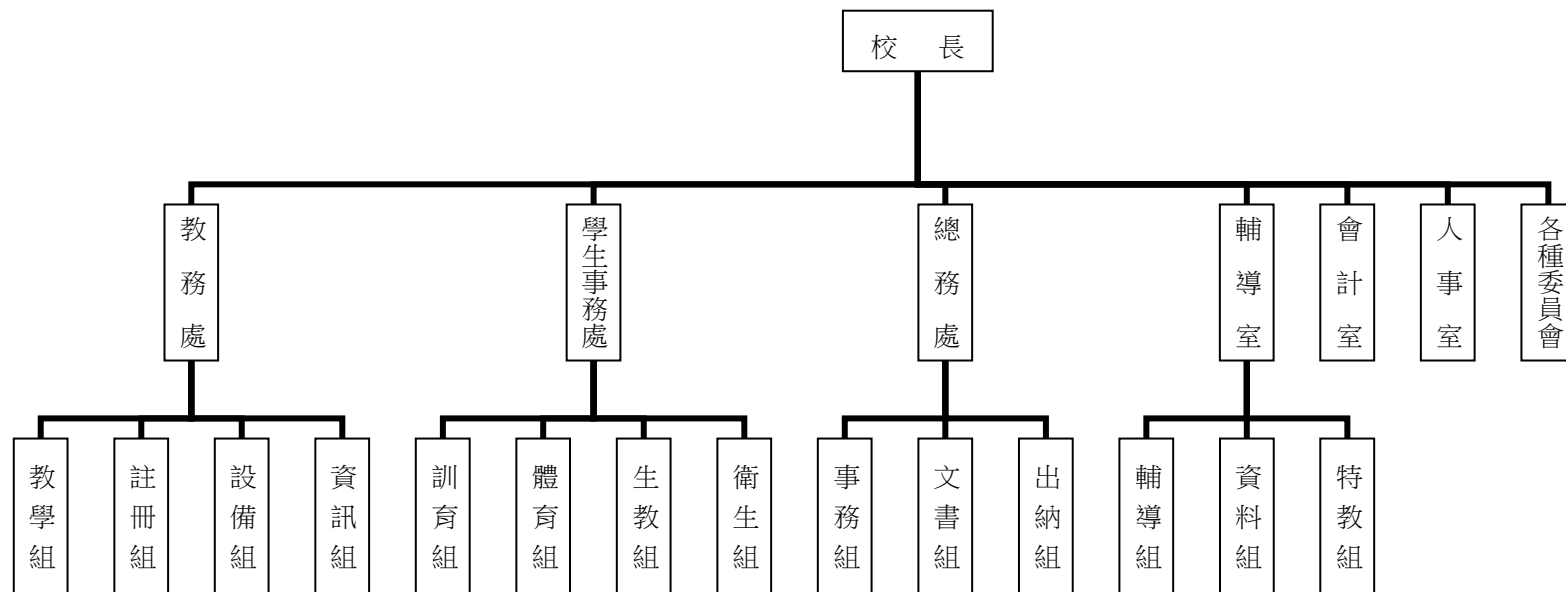 校 長
教務處
學生事務處
總務處
輔導室
會計室
人事室
各種委員會
教學組
註冊組
設備組
資訊組
訓育組
體育組
生教組
衛生組
事務組
文書組
出納組
輔導組
資料組
特教組